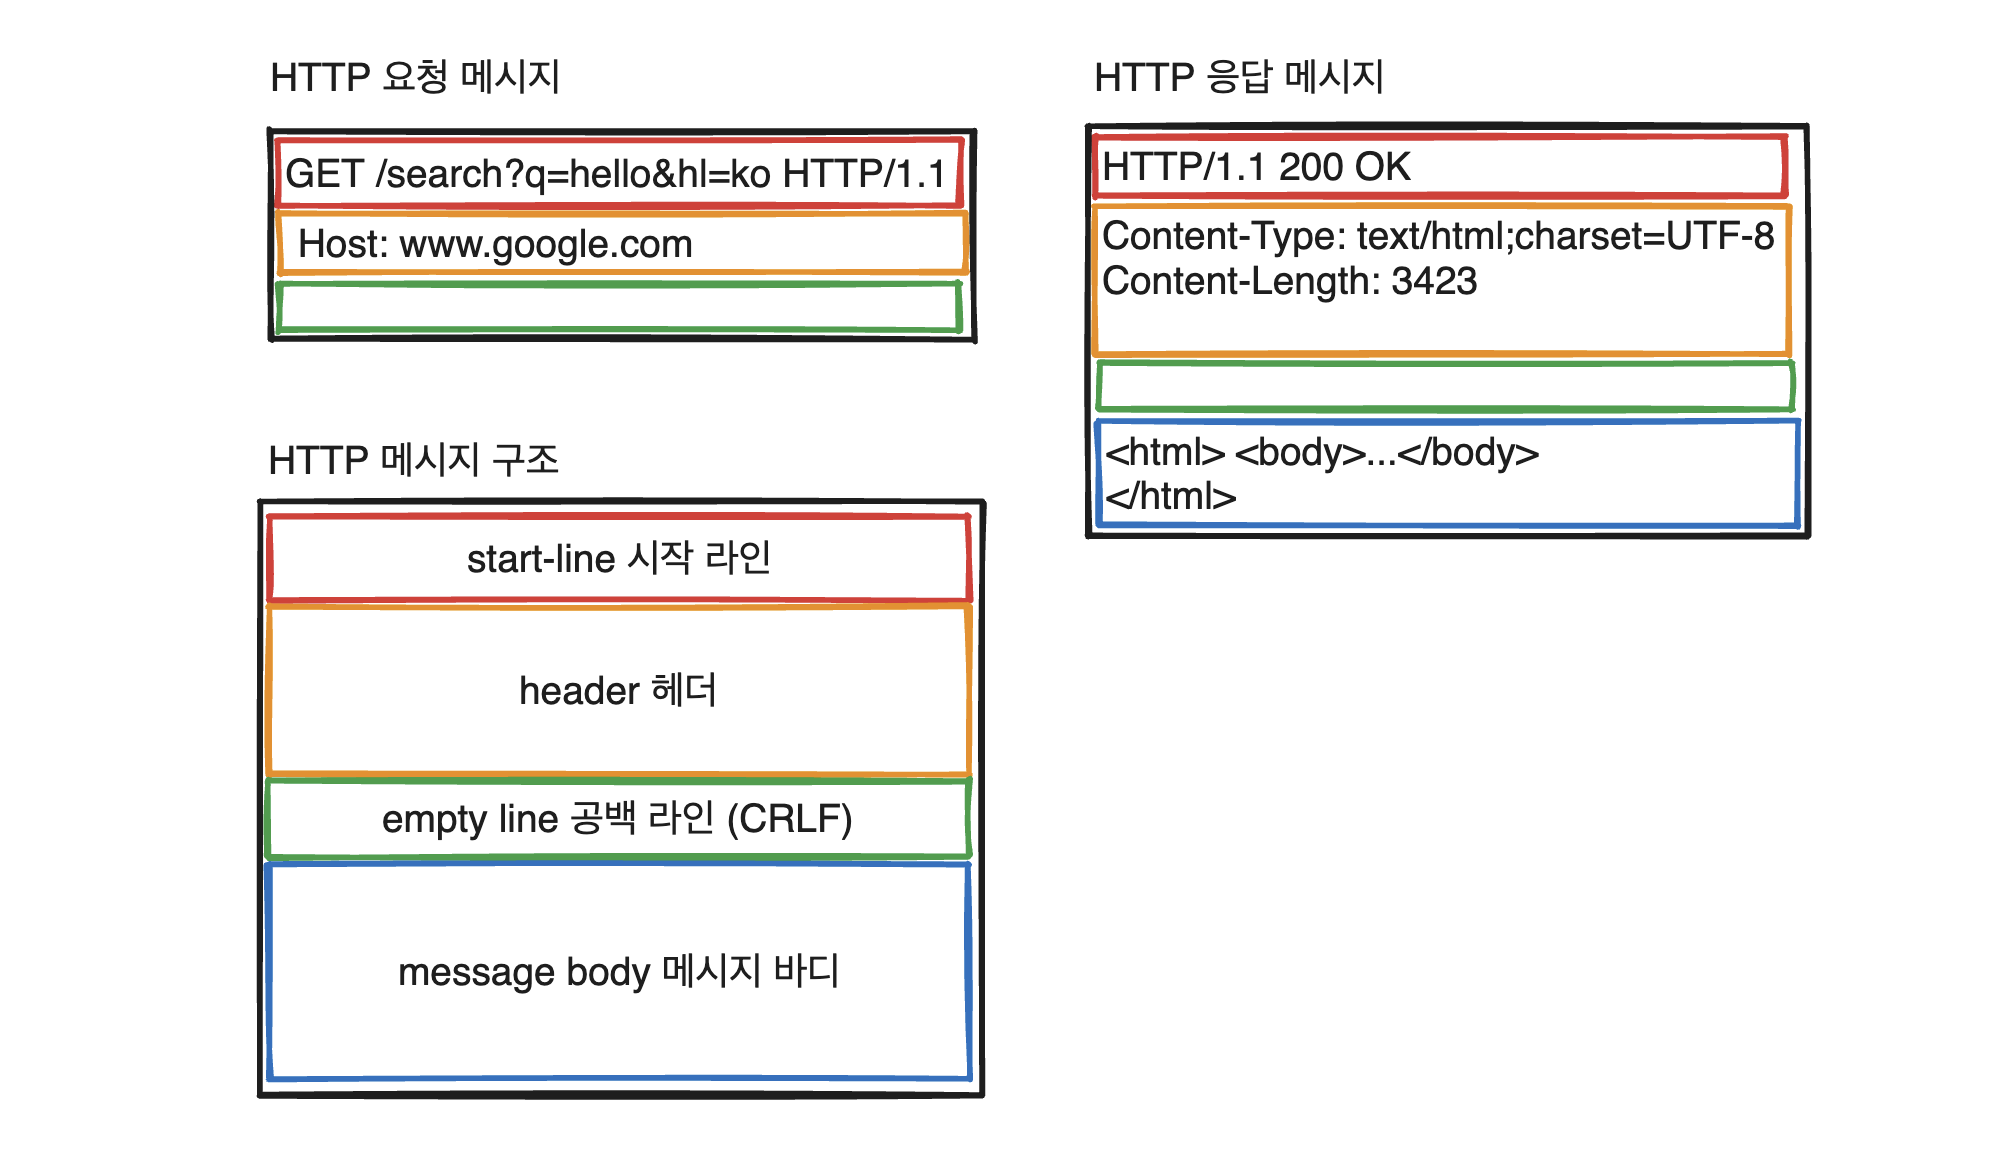 HTTP 요청 메시지
GET /search?q=hello&hl=ko HTTP/1.1
Host: www.google.com
HTTP 메시지 구조
start-line 시작 라인
header 헤더
empty line 공백 라인 (CRLF)
message body 메시지 바디
HTTP 응답 메시지
HTTP/1.1 200 OK
Content-Type: text/html;charset=UTF-8
Content-Length: 3423
<html> <body>...</body>
</html>